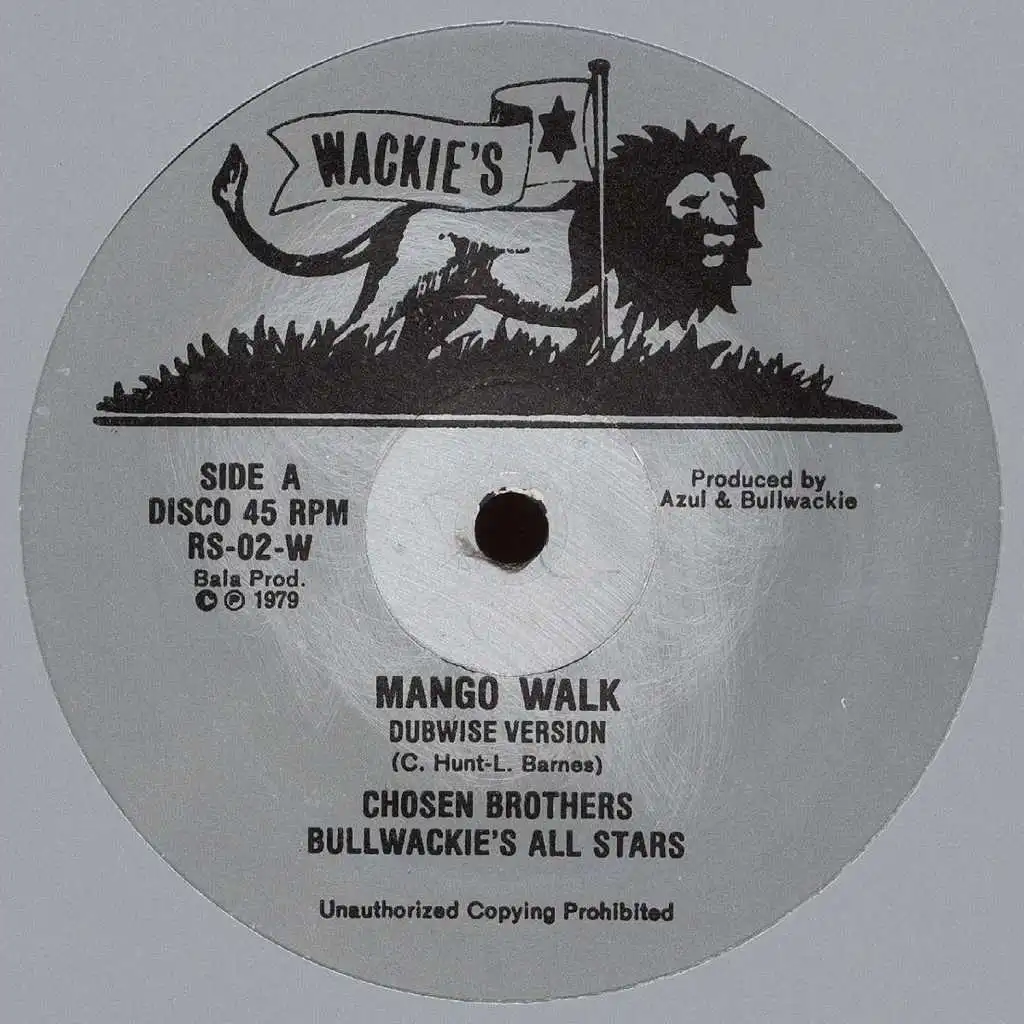 WACKIE'S
SIDE A
DISCO 45 RPM
RS-02-W
Bala Prod.
© ℗ 1979
Produced by
Azul & Bullwackie
MANGO WALK
DUBWISE VERSION
(C. Hunt-L. Barnes)
CHOSEN BROTHERS
BULLWACKIE'S ALL STARS
Unauthorized Copying Prohibited